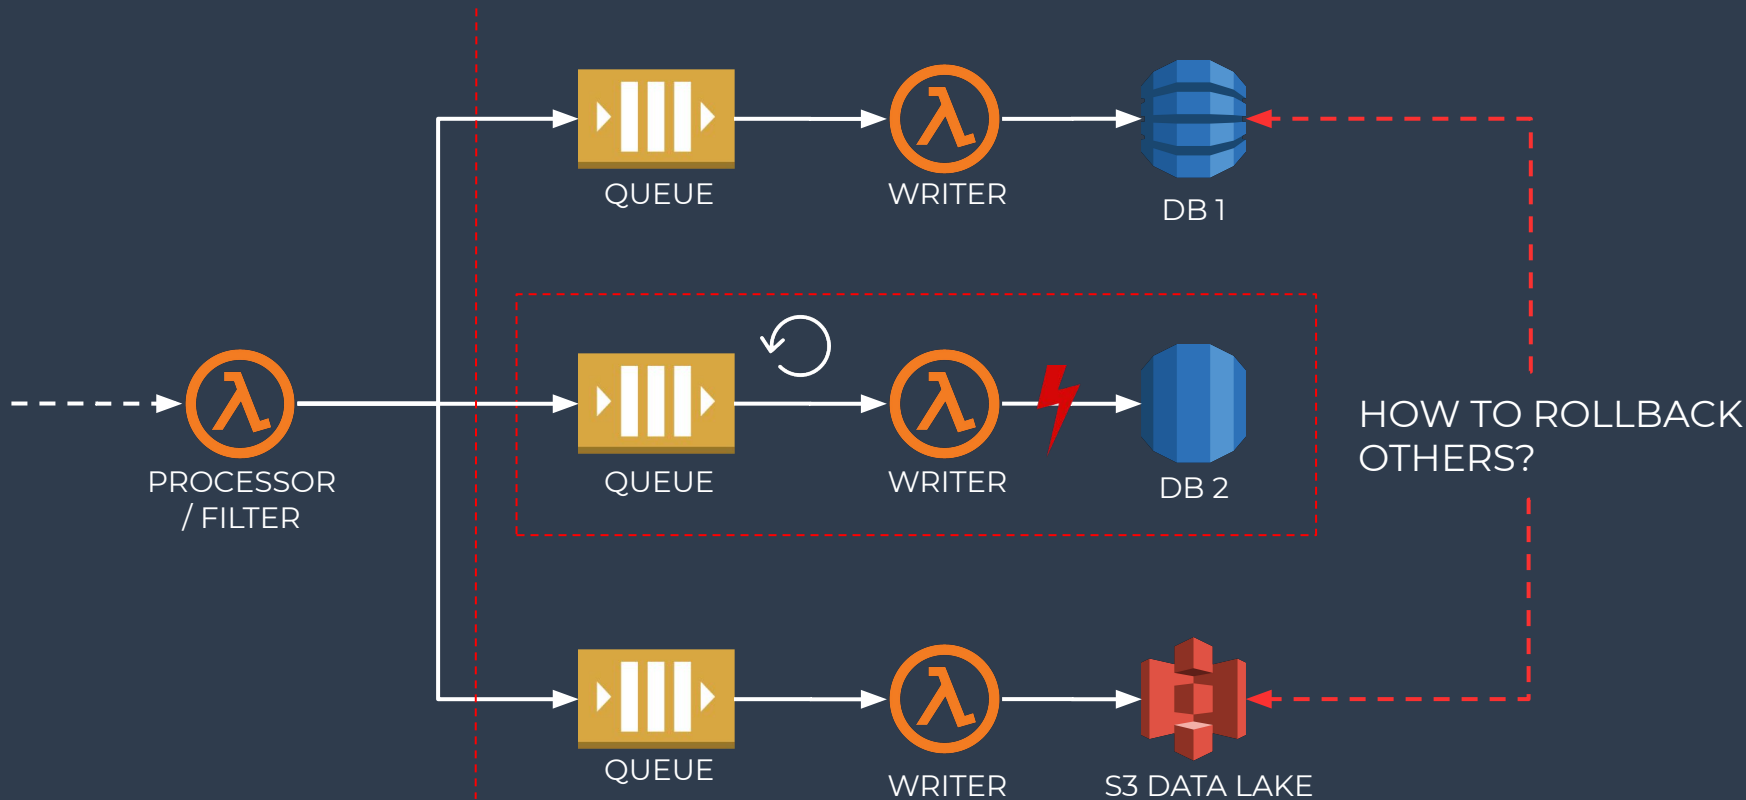 QUEUE
WRITER
DB 1
PROCESSOR
/ FILTER
QUEUE
WRITER
DB 2
HOW TO ROLLBACK
OTHERS?
QUEUE
WRITER
S3 DATA LAKE